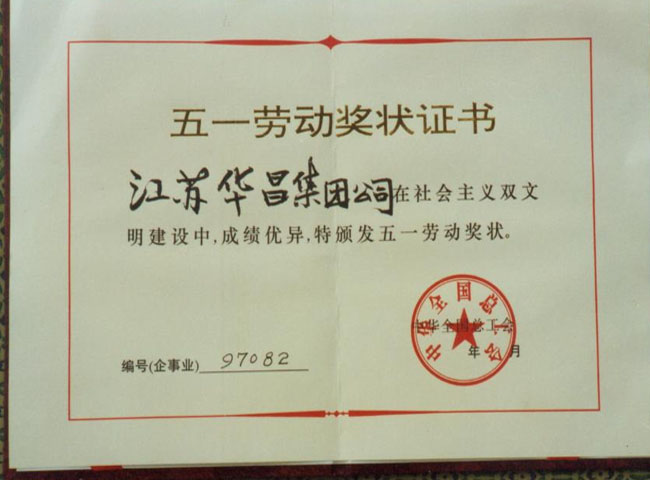 五一劳动奖状证书
江苏华昌集团公司在社会主义双文
明建设中,成绩优异,特颁发五一劳动奖状。
中华全国总工会
中华全国总工会
年 月
编号(企事业) 97082